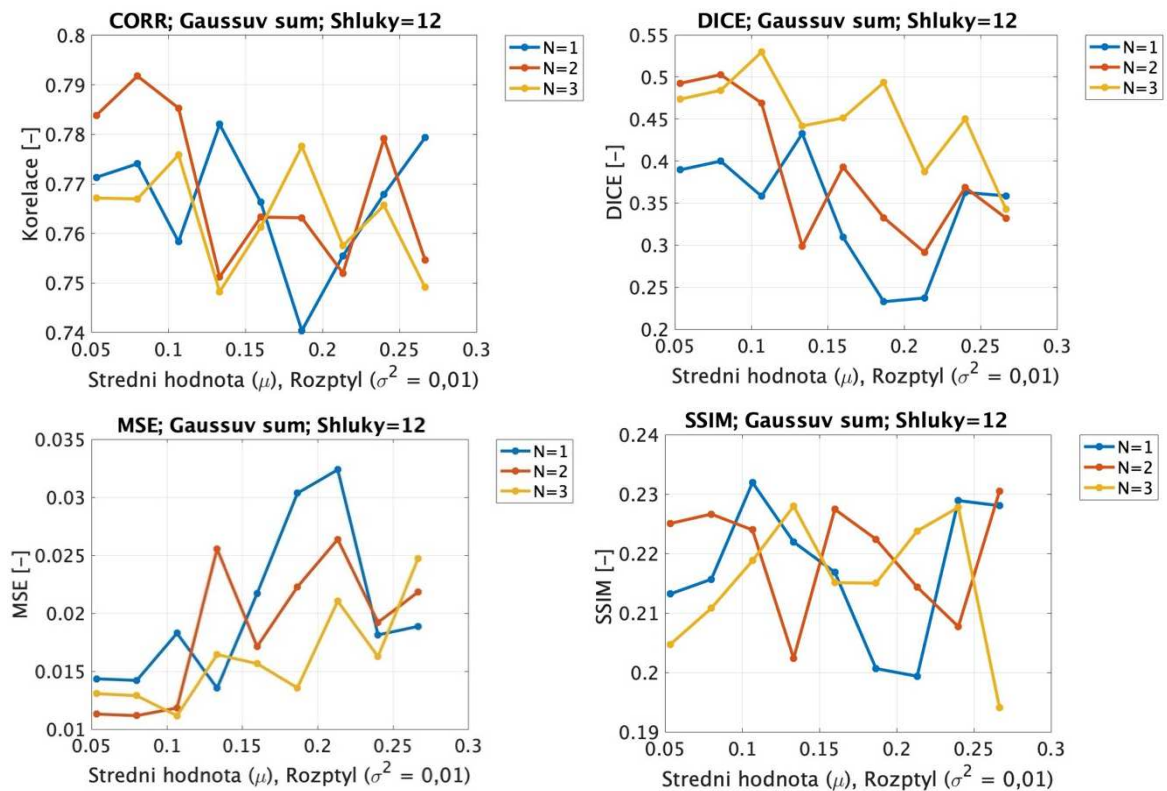 CORR; Gaussuv sum; Shluky=12
0.8
0.79
0.78
0.77
0.76
0.75
0.74
Korelace [-]
0.05 0.1 0.15 0.2 0.25 0.3
Stredni hodnota (μ), Rozptyl (σ² = 0,01)
N=1
N=2
N=3
DICE; Gaussuv sum; Shluky=12
0.55
0.5
0.45
0.4
0.35
0.3
0.25
0.2
DICE [-]
0.05 0.1 0.15 0.2 0.25 0.3
Stredni hodnota (μ), Rozptyl (σ² = 0,01)
N=1
N=2
N=3
MSE; Gaussuv sum; Shluky=12
0.035
0.03
0.025
0.02
0.015
0.01
MSE [-]
0.05 0.1 0.15 0.2 0.25 0.3
Stredni hodnota (μ), Rozptyl (σ² = 0,01)
N=1
N=2
N=3
SSIM; Gaussuv sum; Shluky=12
0.24
0.23
0.22
0.21
0.2
0.19
SSIM [-]
0.05 0.1 0.15 0.2 0.25 0.3
Stredni hodnota (μ), Rozptyl (σ² = 0,01)
N=1
N=2
N=3